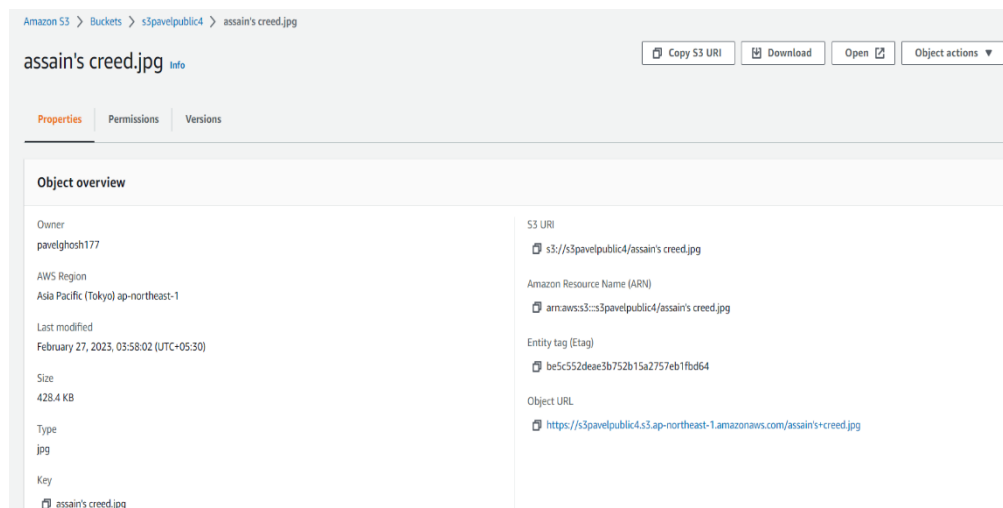 Amazon S3 > Buckets > s3pavelpublic4 > assain's creed.jpg
assain's creed.jpg Info
Copy S3 URI Download Open Object actions ▼
Properties Permissions Versions
Object overview
Owner
pavelghosh177
AWS Region
Asia Pacific (Tokyo) ap-northeast-1
Last modified
February 27, 2023, 03:58:02 (UTC+05:30)
Size
428.4 KB
Type
jpg
Key
assain's creed.jpg
S3 URI
s3://s3pavelpublic4/assain's creed.jpg
Amazon Resource Name (ARN)
arn:aws:s3:::s3pavelpublic4/assain's creed.jpg
Entity tag (Etag)
be5c552deae3b752b15a2757eb1fbd64
Object URL
https://s3pavelpublic4.s3.ap-northeast-1.amazonaws.com/assain's+creed.jpg